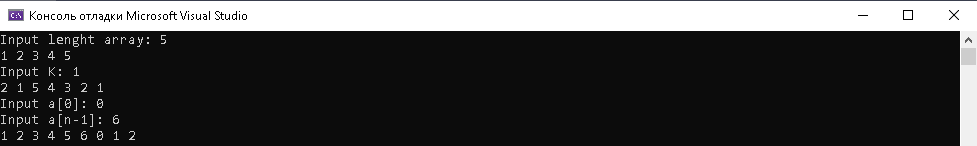 Консоль отладки Microsoft Visual Studio
Input lenght array: 5
1 2 3 4 5
Input K: 1
2 1 5 4 3 2 1
Input a[0]: 0
Input a[n-1]: 6
1 2 3 4 5 6 0 1 2